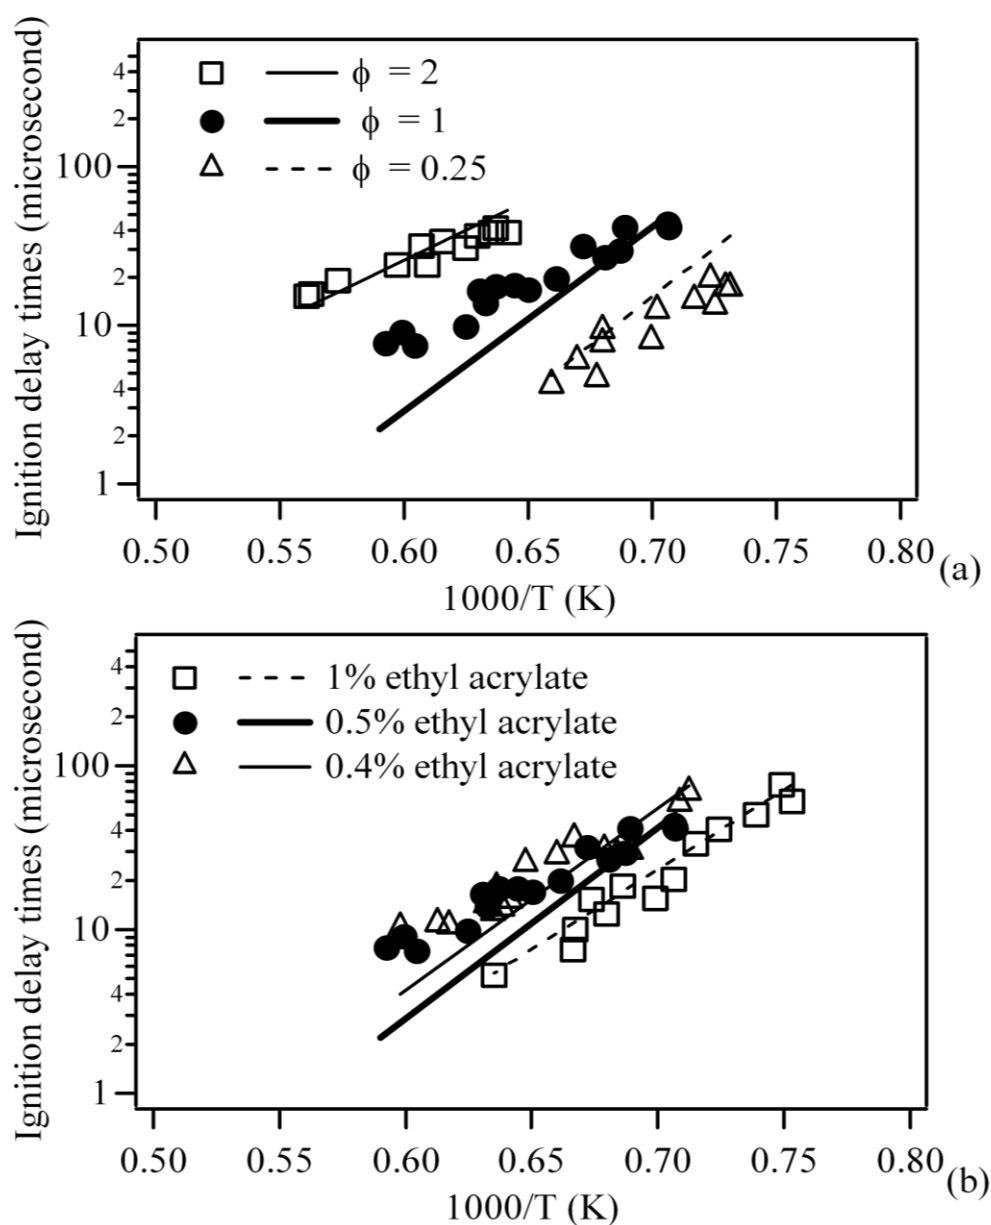 Ignition delay times (microsecond)
4
2
100
4
2
10
4
2
1
ϕ = 2
ϕ = 1
ϕ = 0.25
0.50 0.55 0.60 0.65 0.70 0.75 0.80
(a)
1000/T (K)
Ignition delay times (microsecond)
4
2
100
4
2
10
4
2
1
1% ethyl acrylate
0.5% ethyl acrylate
0.4% ethyl acrylate
0.50 0.55 0.60 0.65 0.70 0.75 0.80
(b)
1000/T (K)